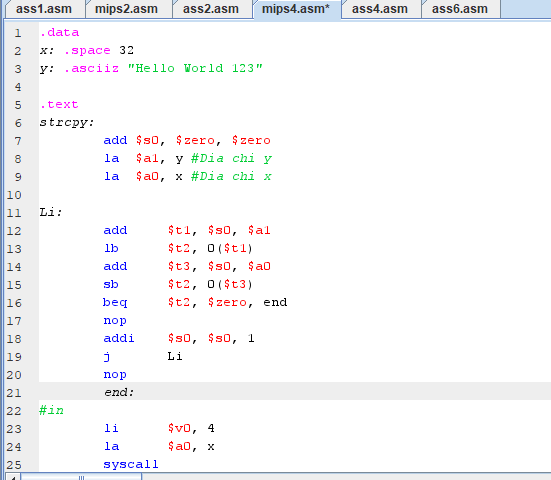 ass1.asm mips2.asm ass2.asm mips4.asm* ass4.asm ass6.asm
1 .data
2 x: .space 32
3 y: .asciiz "Hello World 123"
4
5 .text
6 strcpy:
7 add $s0, $zero, $zero
8 la $a1, y #Dia chi y
9 la $a0, x #Dia chi x
10
11 Li:
12 add $t1, $s0, $a1
13 lb $t2, 0($t1)
14 add $t3, $s0, $a0
15 sb $t2, 0($t3)
16 beq $t2, $zero, end
17 nop
18 addi $s0, $s0, 1
19 j Li
20 nop
21 end:
22 #in
23 li $v0, 4
24 la $a0, x
25 syscall